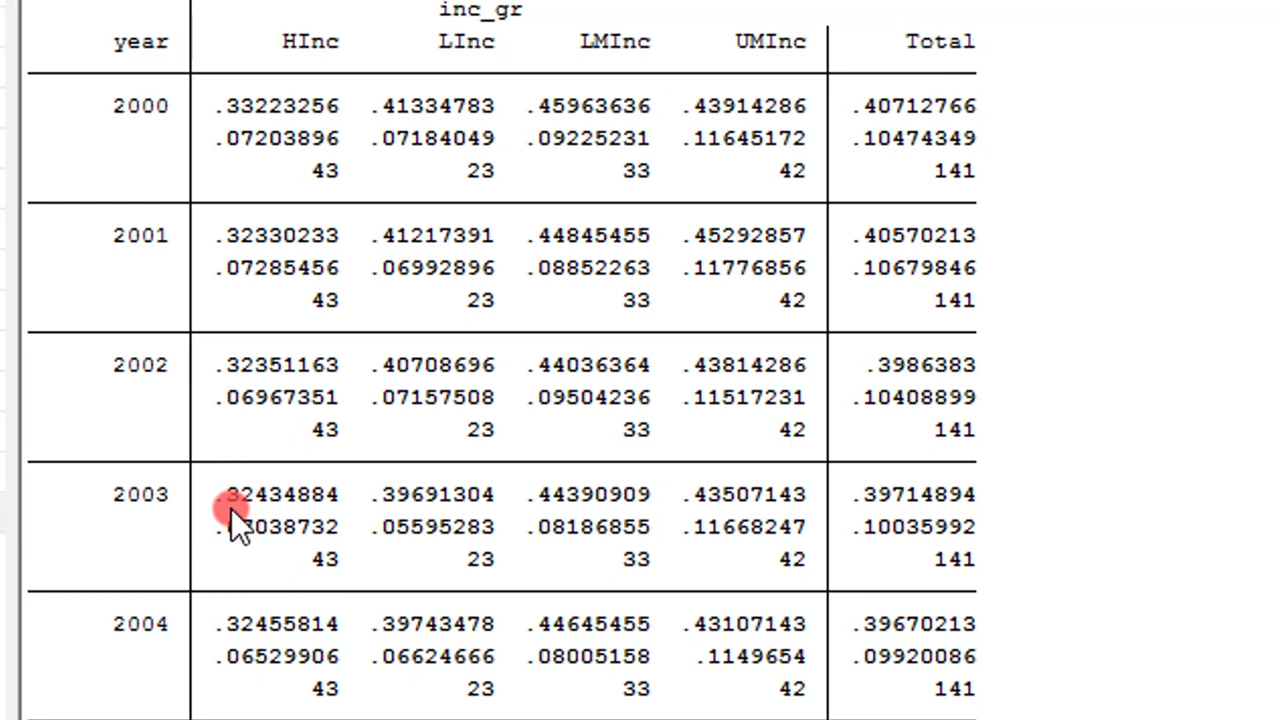 inc_gr
year HInc LInc LMInc UMInc Total
2000 .33223256 .41334783 .45963636 .43914286 .40712766
.07203896 .07184049 .09225231 .11645172 .10474349
43 23 33 42 141
2001 .32330233 .41217391 .44845455 .45292857 .40570213
.07285456 .06992896 .08852263 .11776856 .10679846
43 23 33 42 141
2002 .32351163 .40708696 .44036364 .43814286 .3986383
.06967351 .07157508 .09504236 .11517231 .10408899
43 23 33 42 141
2003 .32434884 .39691304 .44390909 .43507143 .39714894
.05595283 .08186855 .11668247 .10035992
43 23 33 42 141
2004 .32455814 .39743478 .44645455 .43107143 .39670213
.06529906 .06624666 .08005158 .1149654 .09920086
43 23 33 42 141